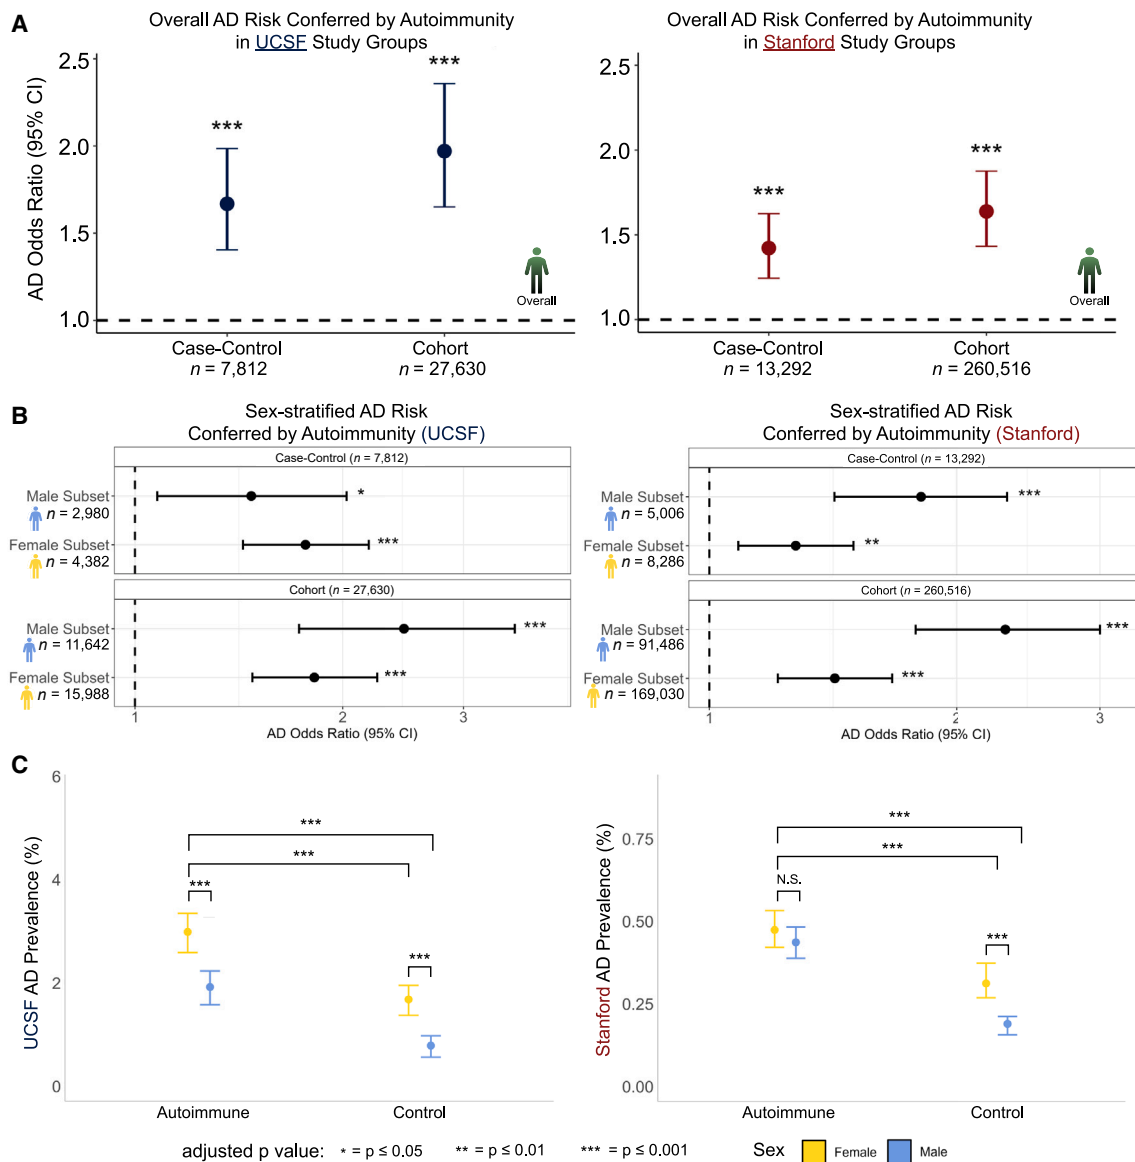 A
Overall AD Risk Conferred by Autoimmunity
in UCSF Study Groups
AD Odds Ratio (95% CI)
2.5
2.0
1.5
1.0
***
***
Overall
Case-Control
n = 7,812
Cohort
n = 27,630
Overall AD Risk Conferred by Autoimmunity
in Stanford Study Groups
2.5
2.0
1.5
1.0
***
***
Overall
Case-Control
n = 13,292
Cohort
n = 260,516
B
Sex-stratified AD Risk
Conferred by Autoimmunity (UCSF)
Case-Control (n = 7,812)
Male Subset
n = 2,980
*
Female Subset
n = 4,382
***
Cohort (n = 27,630)
Male Subset
n = 11,642
***
Female Subset
n = 15,988
***
1 2 3
AD Odds Ratio (95% CI)
Sex-stratified AD Risk
Conferred by Autoimmunity (Stanford)
Case-Control (n = 13,292)
Male Subset
n = 5,006
***
Female Subset
n = 8,286
**
Cohort (n = 260,516)
Male Subset
n = 91,486
***
Female Subset
n = 169,030
***
1 2 3
AD Odds Ratio (95% CI)
C
UCSF AD Prevalence (%)
6
4
2
0
***
***
***
***
Autoimmune Control
Stanford AD Prevalence (%)
0.75
0.50
0.25
0.00
***
***
N.S.
***
Autoimmune Control
adjusted p value: * = p ≤ 0.05 ** = p ≤ 0.01 *** = p ≤ 0.001 Sex Female Male